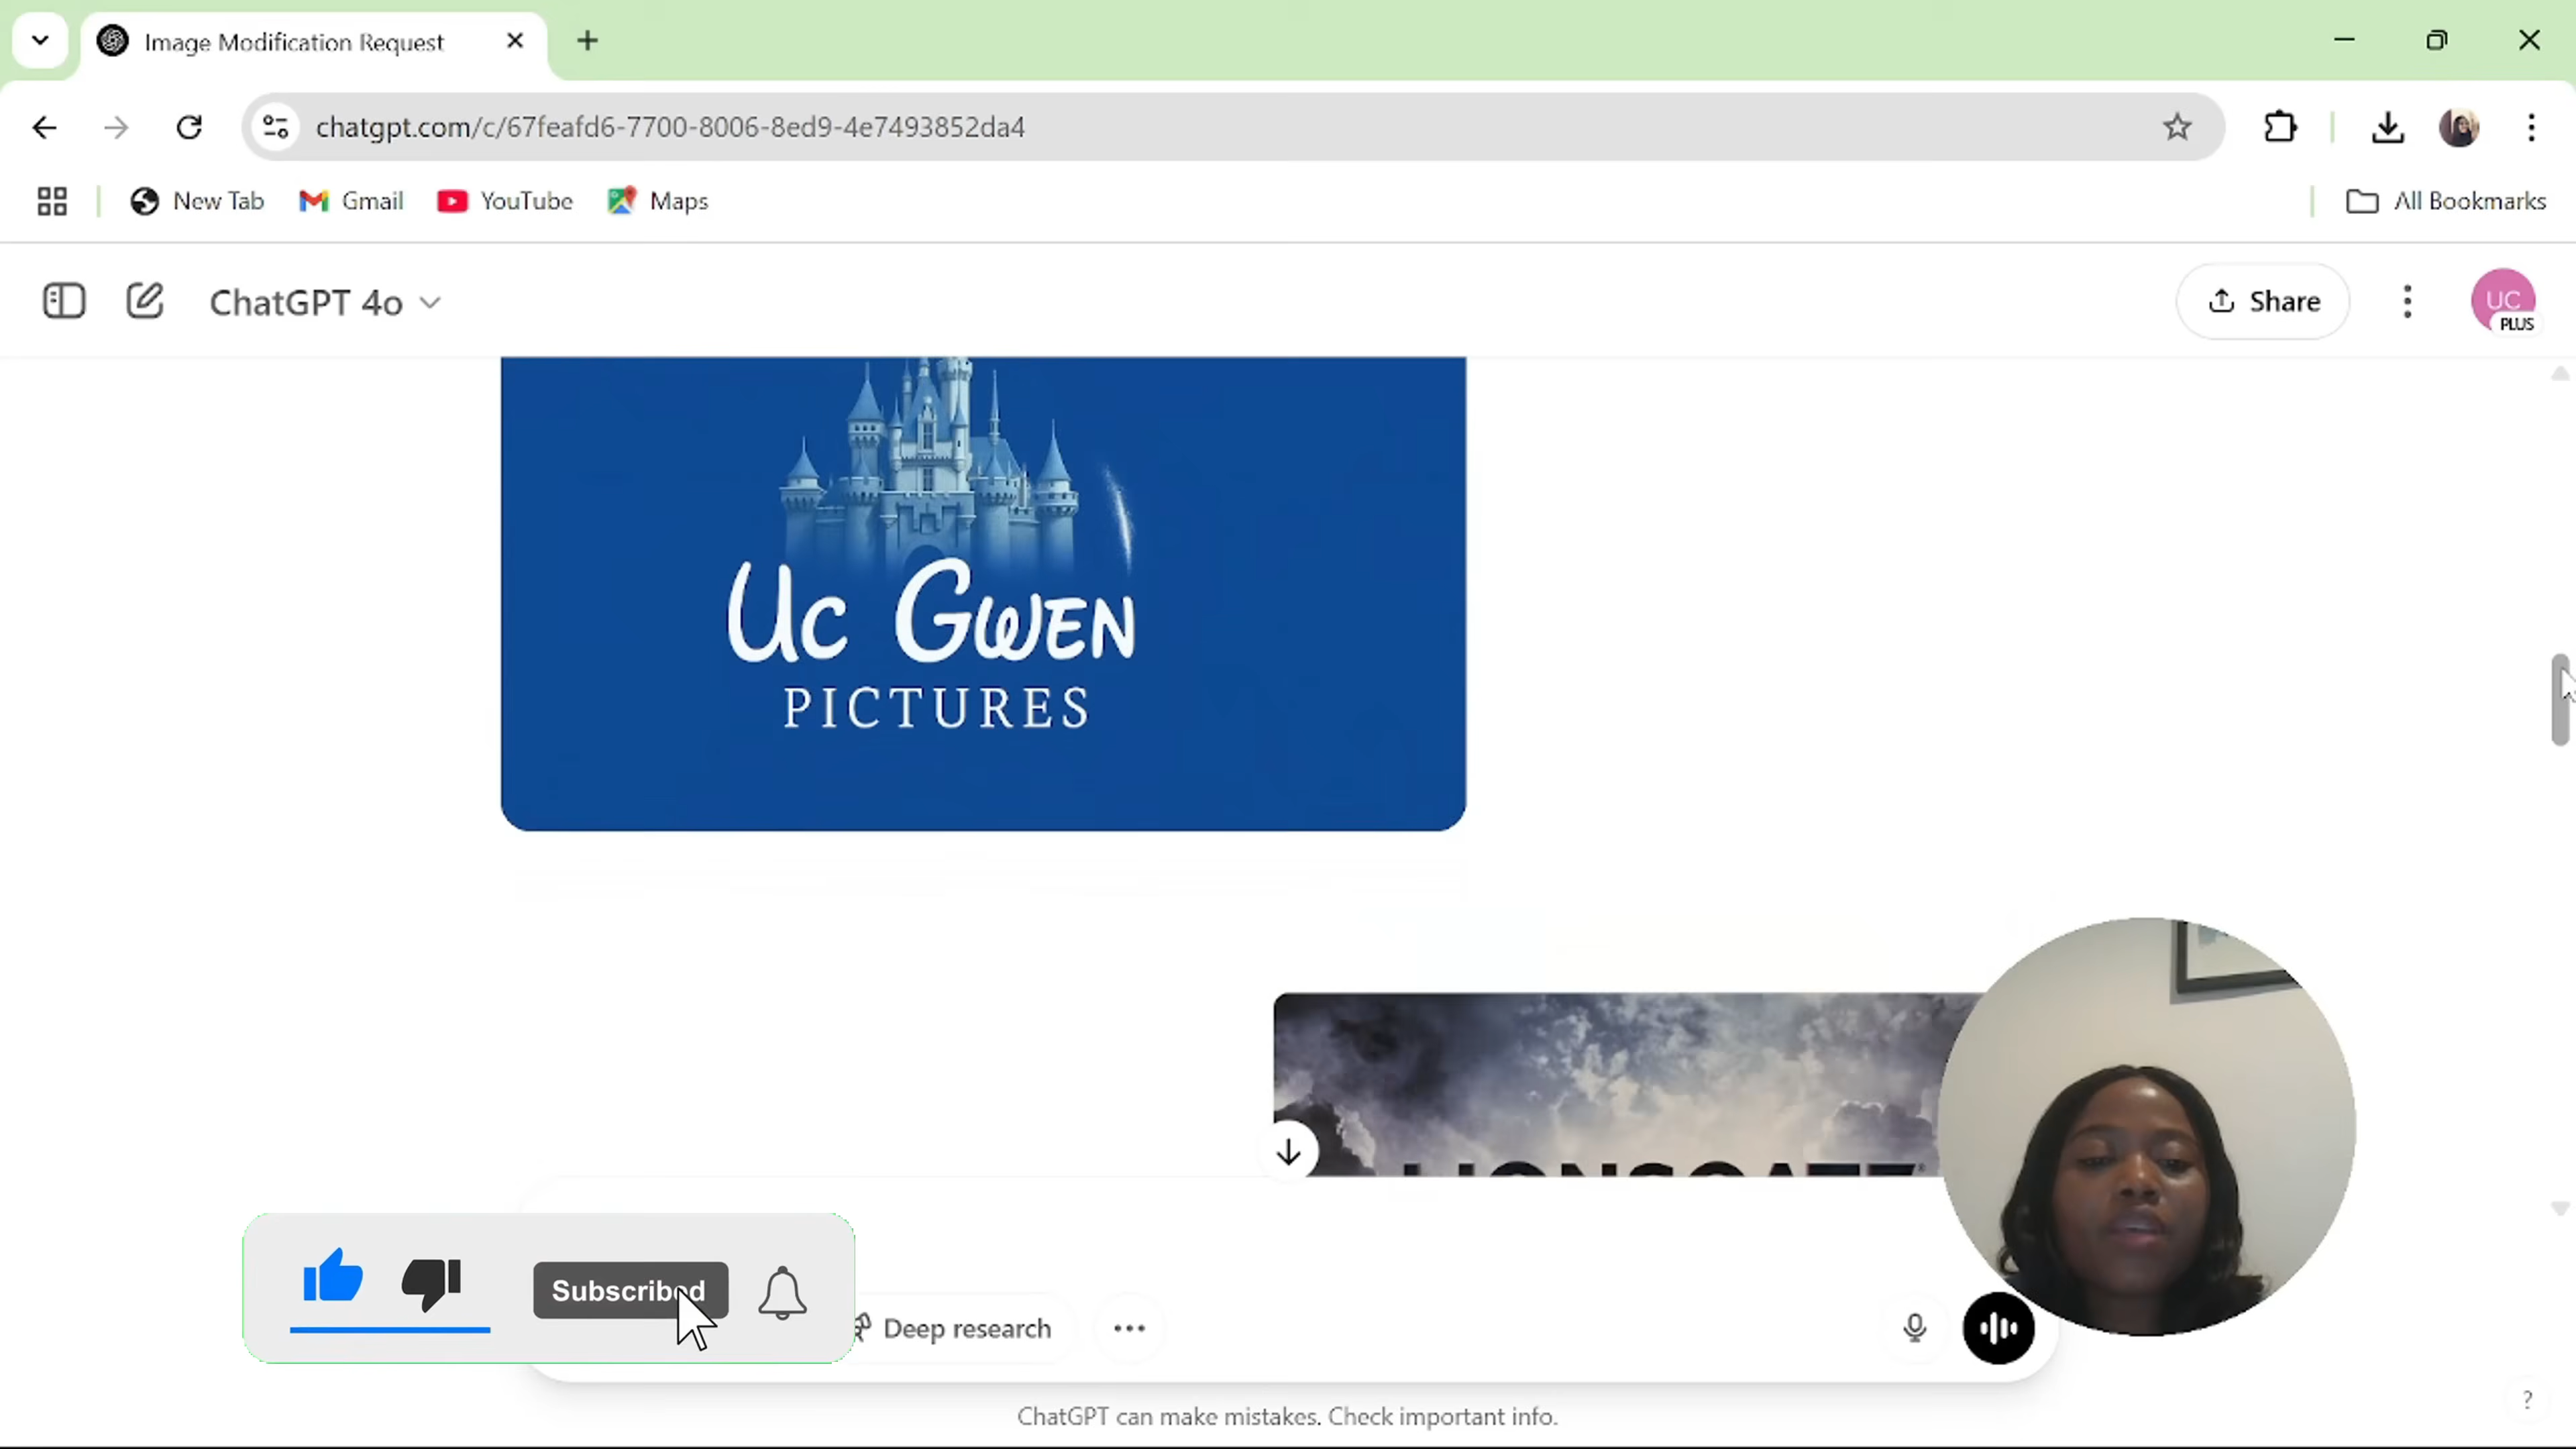 Image Modification Request
chatgpt.com/c/67feafd6-7700-8006-8ed9-4e7493852da4
New Tab
Gmail
YouTube
Maps
All Bookmarks
ChatGPT 4o
Share
UC
PLUS
Uc Gwen
PICTURES
LIONSGATE
Subscribed
Deep research
ChatGPT can make mistakes. Check important info.
?